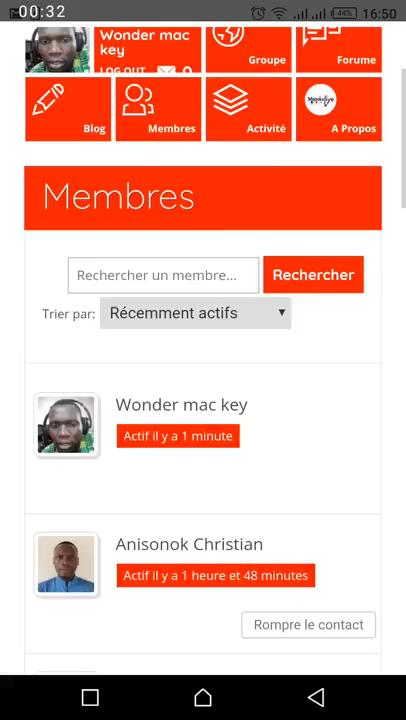 00:32
44% 16:50
Wonder mac
key
LOG OUT
Groupe
Forume
Blog
Membres
Activité
A Propos
Membres
Rechercher un membre...
Rechercher
Trier par:
Récemment actifs
Wonder mac key
Actif il y a 1 minute
Anisonok Christian
Actif il y a 1 heure et 48 minutes
Rompre le contact